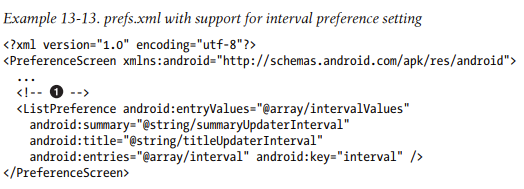 Example 13-13. prefs.xml with support for interval preference setting
<?xml version="1.0" encoding="utf-8"?>
<PreferenceScreen xmlns:android="http://schemas.android.com/apk/res/android">
...
<!-- ❶ -->
<ListPreference android:entryValues="@array/intervalValues"
android:summary="@string/summaryUpdaterInterval"
android:title="@string/titleUpdaterInterval"
android:entries="@array/interval" android:key="interval" />
</PreferenceScreen>